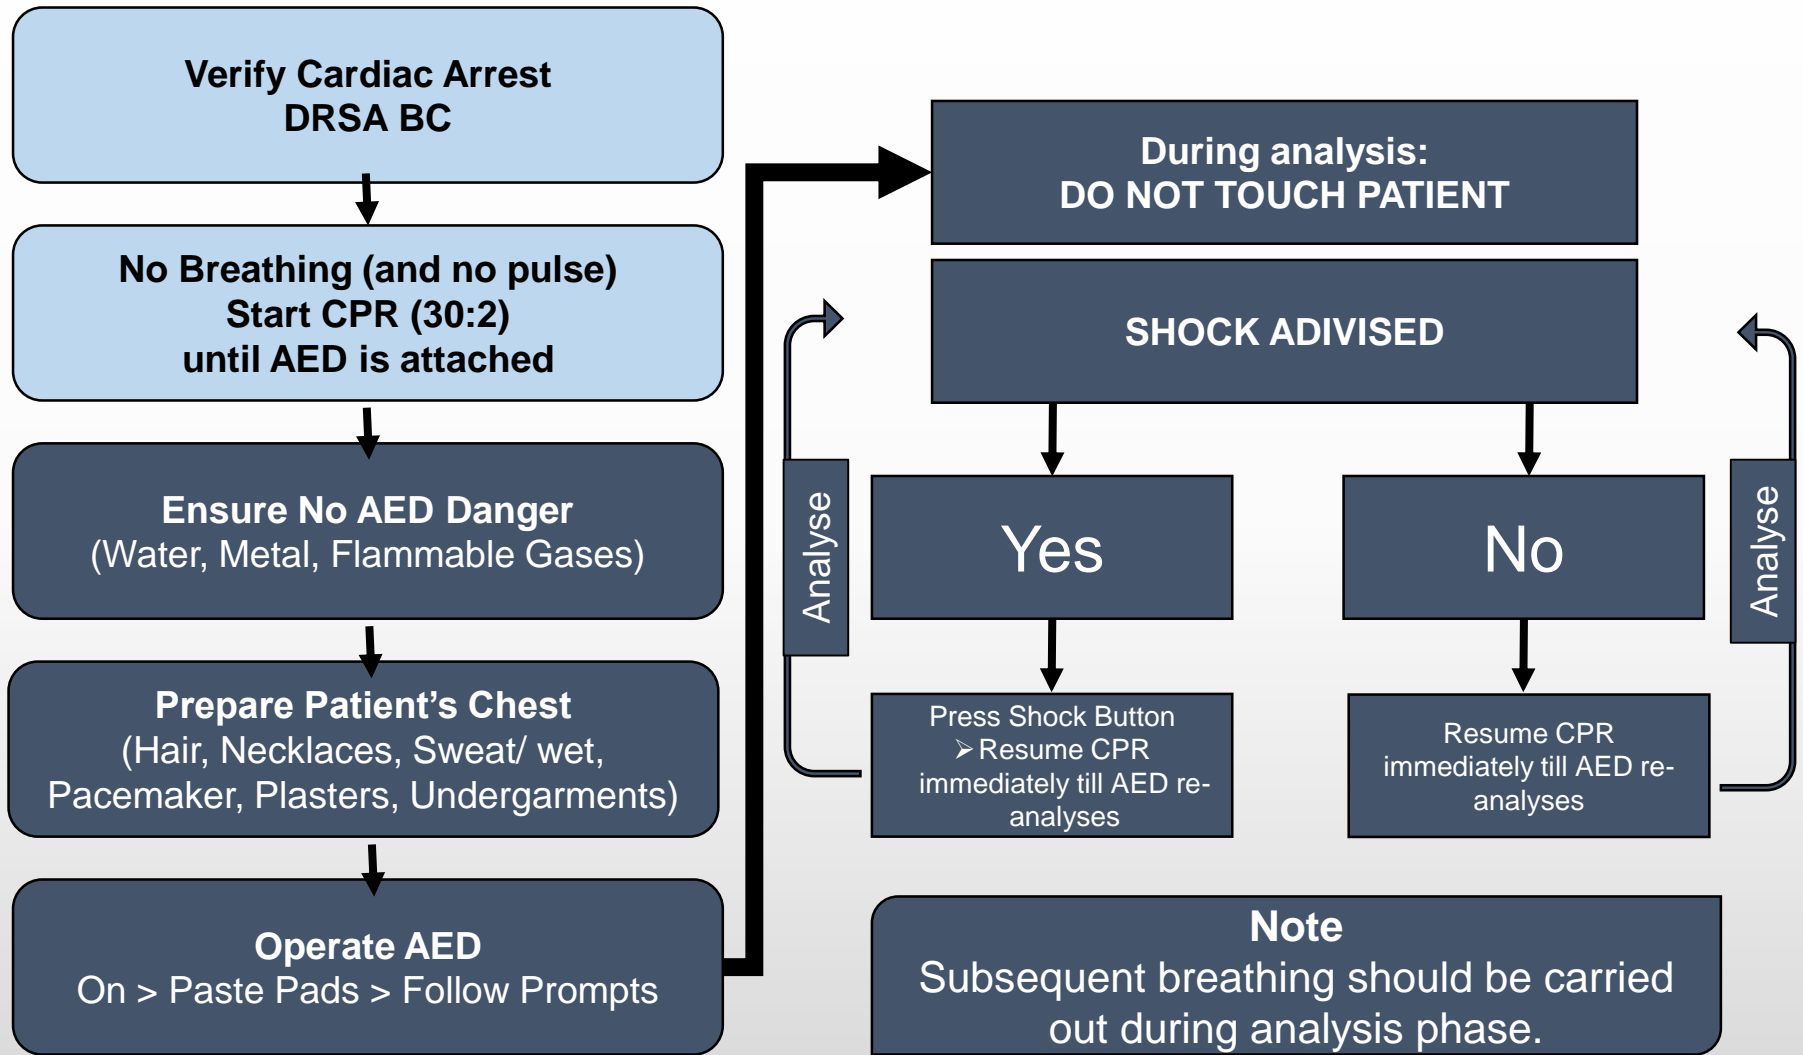 Verify Cardiac Arrest
DRSA BC
No Breathing (and no pulse)
Start CPR (30:2)
until AED is attached
Ensure No AED Danger
(Water, Metal, Flammable Gases)
Prepare Patient’s Chest
(Hair, Necklaces, Sweat/ wet,
Pacemaker, Plasters, Undergarments)
Operate AED
On > Paste Pads > Follow Prompts
During analysis:
DO NOT TOUCH PATIENT
SHOCK ADIVISED
Analyse
Yes
No
Analyse
Press Shock Button
➢ Resume CPR
immediately till AED re-
analyses
Resume CPR
immediately till AED re-
analyses
Note
Subsequent breathing should be carried
out during analysis phase.